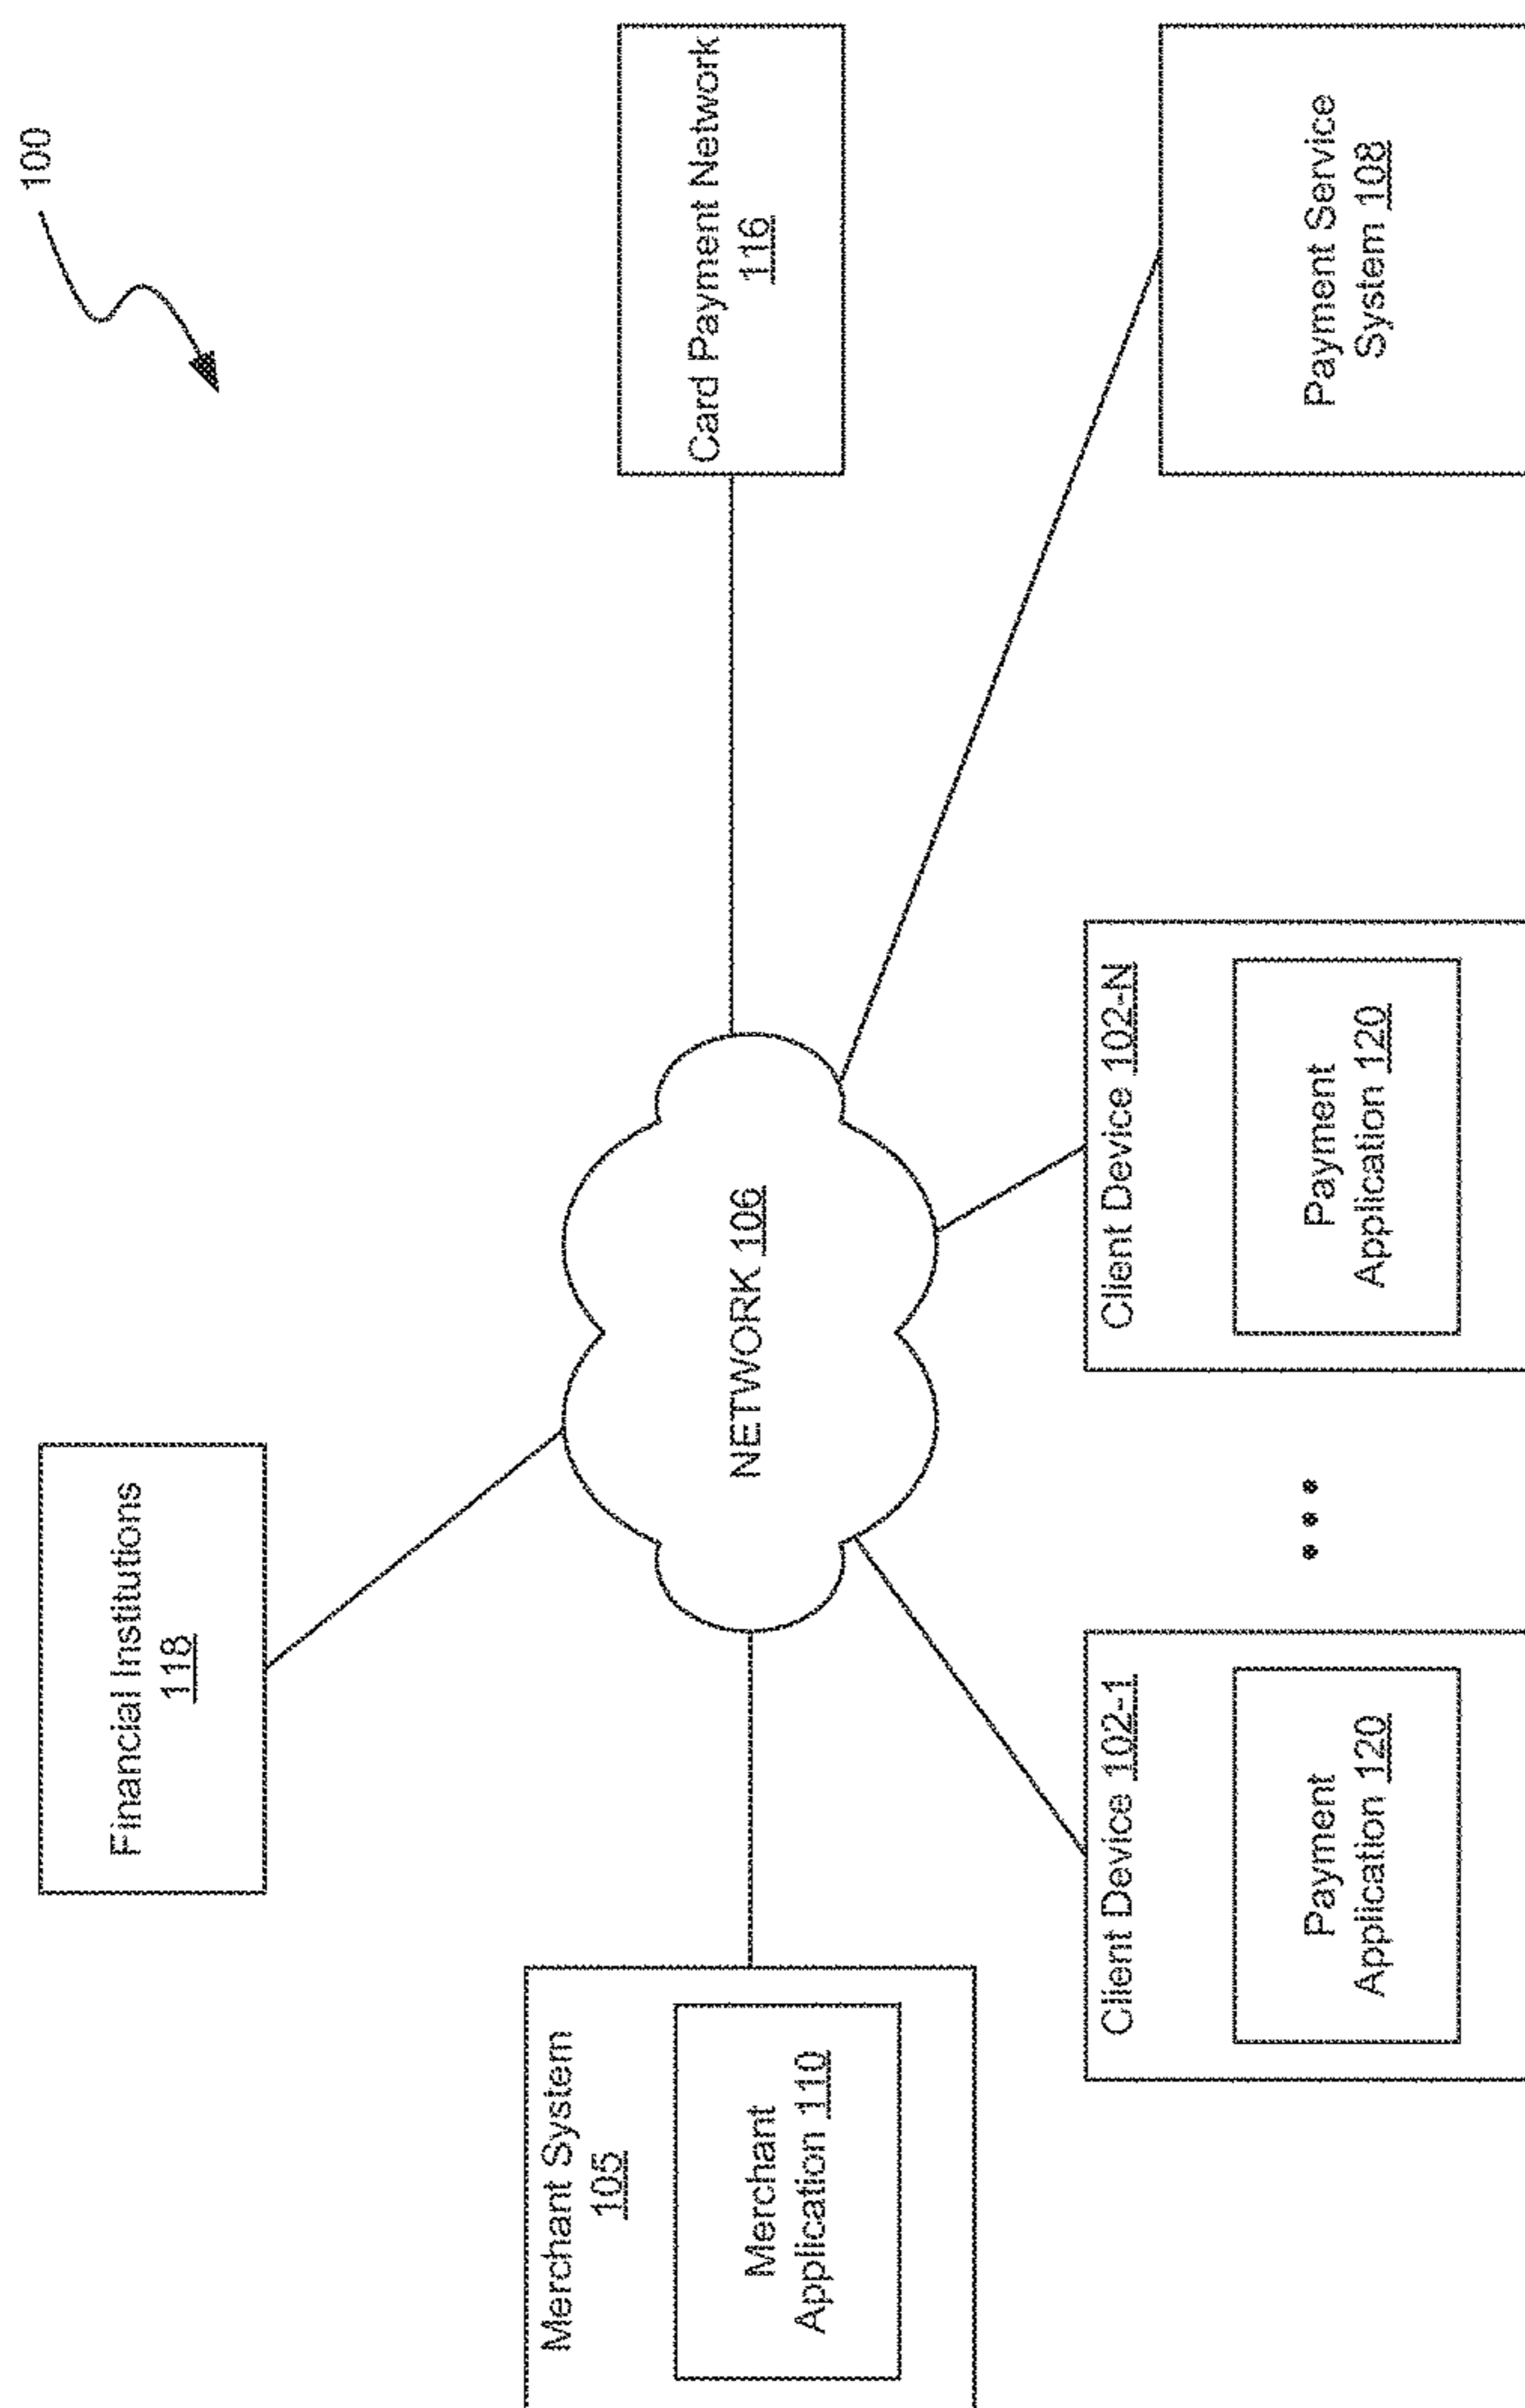 100
Financial Institutions
118
Card Payment Network
116
Merchant System
105
Merchant
Application 110
NETWORK 106
Client Device 102-1
Payment
Application 120
Client Device 102-N
Payment
Application 120
Payment Service
System 108